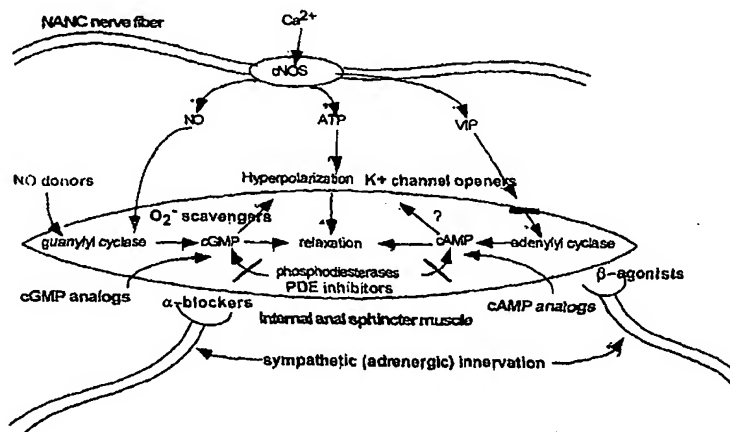 NANC nerve fiber
Ca2+
cNOS
NO
ATP
VIP
Hyperpolarization
K+ channel openers
NO donors
O2- scavengers
?
guanylyl cyclase
cGMP
relaxation
cAMP
adenylyl cyclase
phosphodiesterases
PDE inhibitors
cGMP analogs
cAMP analogs
β-agonists
α-blockers
Internal anal sphincter muscle
sympathetic (adrenergic) innervation